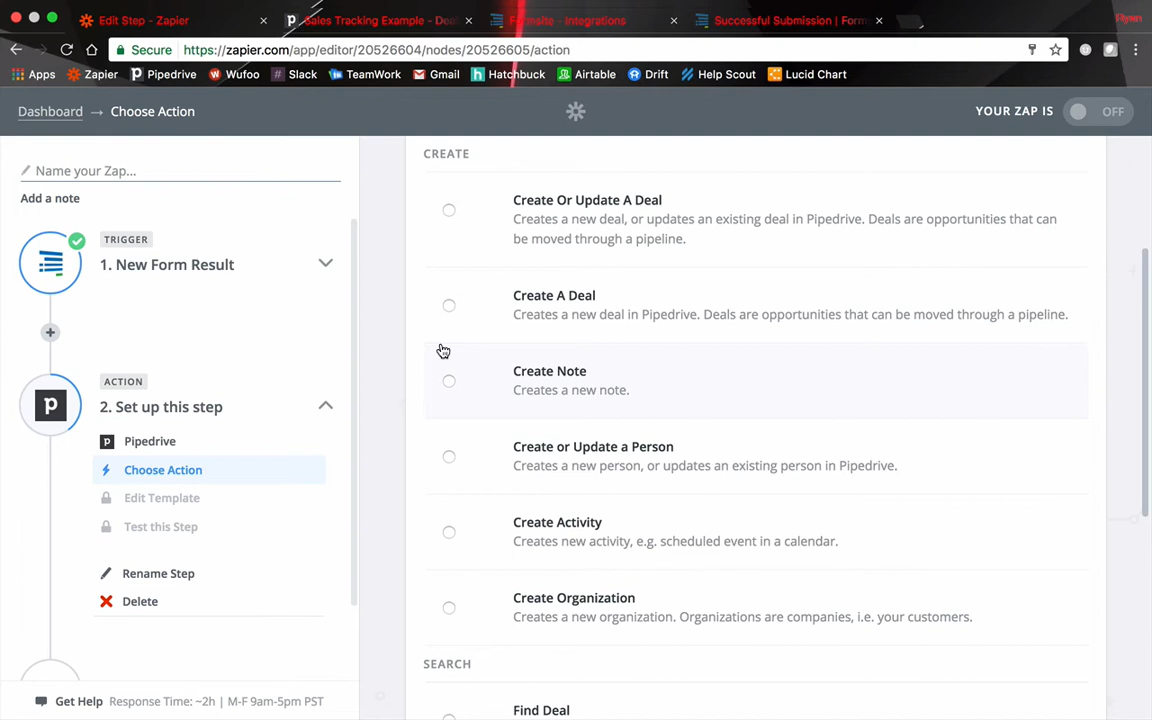 Edit Step - Zapier
Sales Tracking Example - Dea
Formsite - Integrations
Successful Submission | Form
Ryan
Secure
https://zapier.com/app/editor/20526604/nodes/20526605/action
Apps
Zapier
Pipedrive
Wufoo
Slack
TeamWork
Gmail
Hatchbuck
Airtable
Drift
Help Scout
Lucid Chart
Dashboard → Choose Action
YOUR ZAP IS OFF
Name your Zap...
Add a note
TRIGGER
1. New Form Result
ACTION
2. Set up this step
Pipedrive
Choose Action
Edit Template
Test this Step
Rename Step
Delete
Get Help Response Time: ~2h | M-F 9am-5pm PST
CREATE
Create Or Update A Deal
Creates a new deal, or updates an existing deal in Pipedrive. Deals are opportunities that can
be moved through a pipeline.
Create A Deal
Creates a new deal in Pipedrive. Deals are opportunities that can be moved through a pipeline.
Create Note
Creates a new note.
Create or Update a Person
Creates a new person, or updates an existing person in Pipedrive.
Create Activity
Creates new activity, e.g. scheduled event in a calendar.
Create Organization
Creates a new organization. Organizations are companies, i.e. your customers.
SEARCH
Find Deal